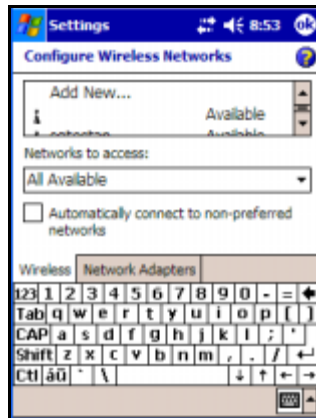 Settings 8:53 ok
Configure Wireless Networks ?
Add New...
Available
Available
Networks to access:
All Available
Automatically connect to non-preferred
networks
Wireless Network Adapters
123 1 2 3 4 5 6 7 8 9 0 - =
Tab q w e r t y u i o p [ ]
CAP a s d f g h j k l ; '
Shift z x c v b n m , . /
Ctl áü ` \